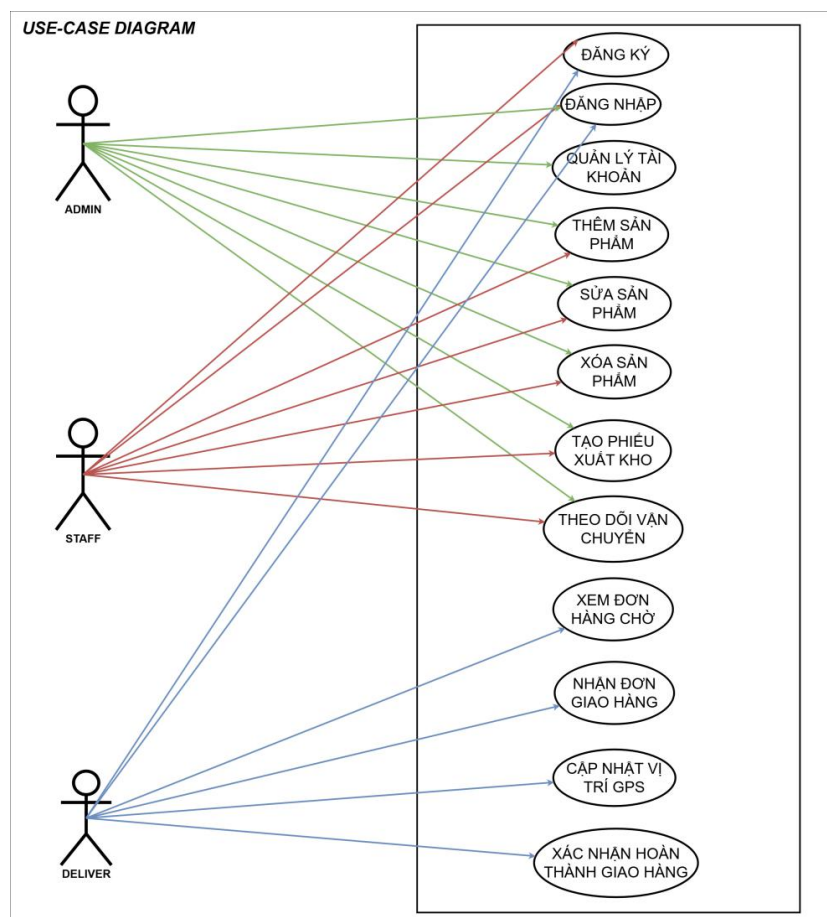 USE-CASE DIAGRAM
ĐĂNG KÝ
ĐĂNG NHẬP
QUẢN LÝ TÀI
KHOẢN
ADMIN
THÊM SẢN
PHẨM
SỬA SẢN
PHẨM
XÓA SẢN
PHẨM
TẠO PHIẾU
XUẤT KHO
THEO DÕI VẬN
CHUYỂN
STAFF
XEM ĐƠN
HÀNG CHỜ
NHẬN ĐƠN
GIAO HÀNG
CẬP NHẬT VỊ
TRÍ GPS
XÁC NHẬN HOÀN
THÀNH GIAO HÀNG
DELIVER